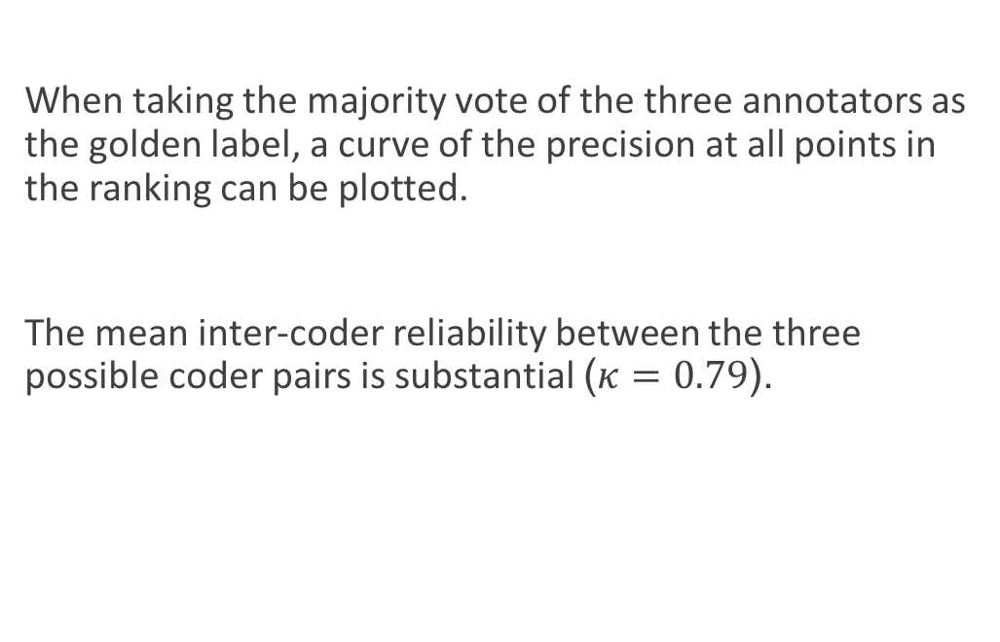 When taking the majority vote of the three annotators as
the golden label, a curve of the precision at all points in
the ranking can be plotted.
The mean inter-coder reliability between the three
possible coder pairs is substantial (κ = 0.79).